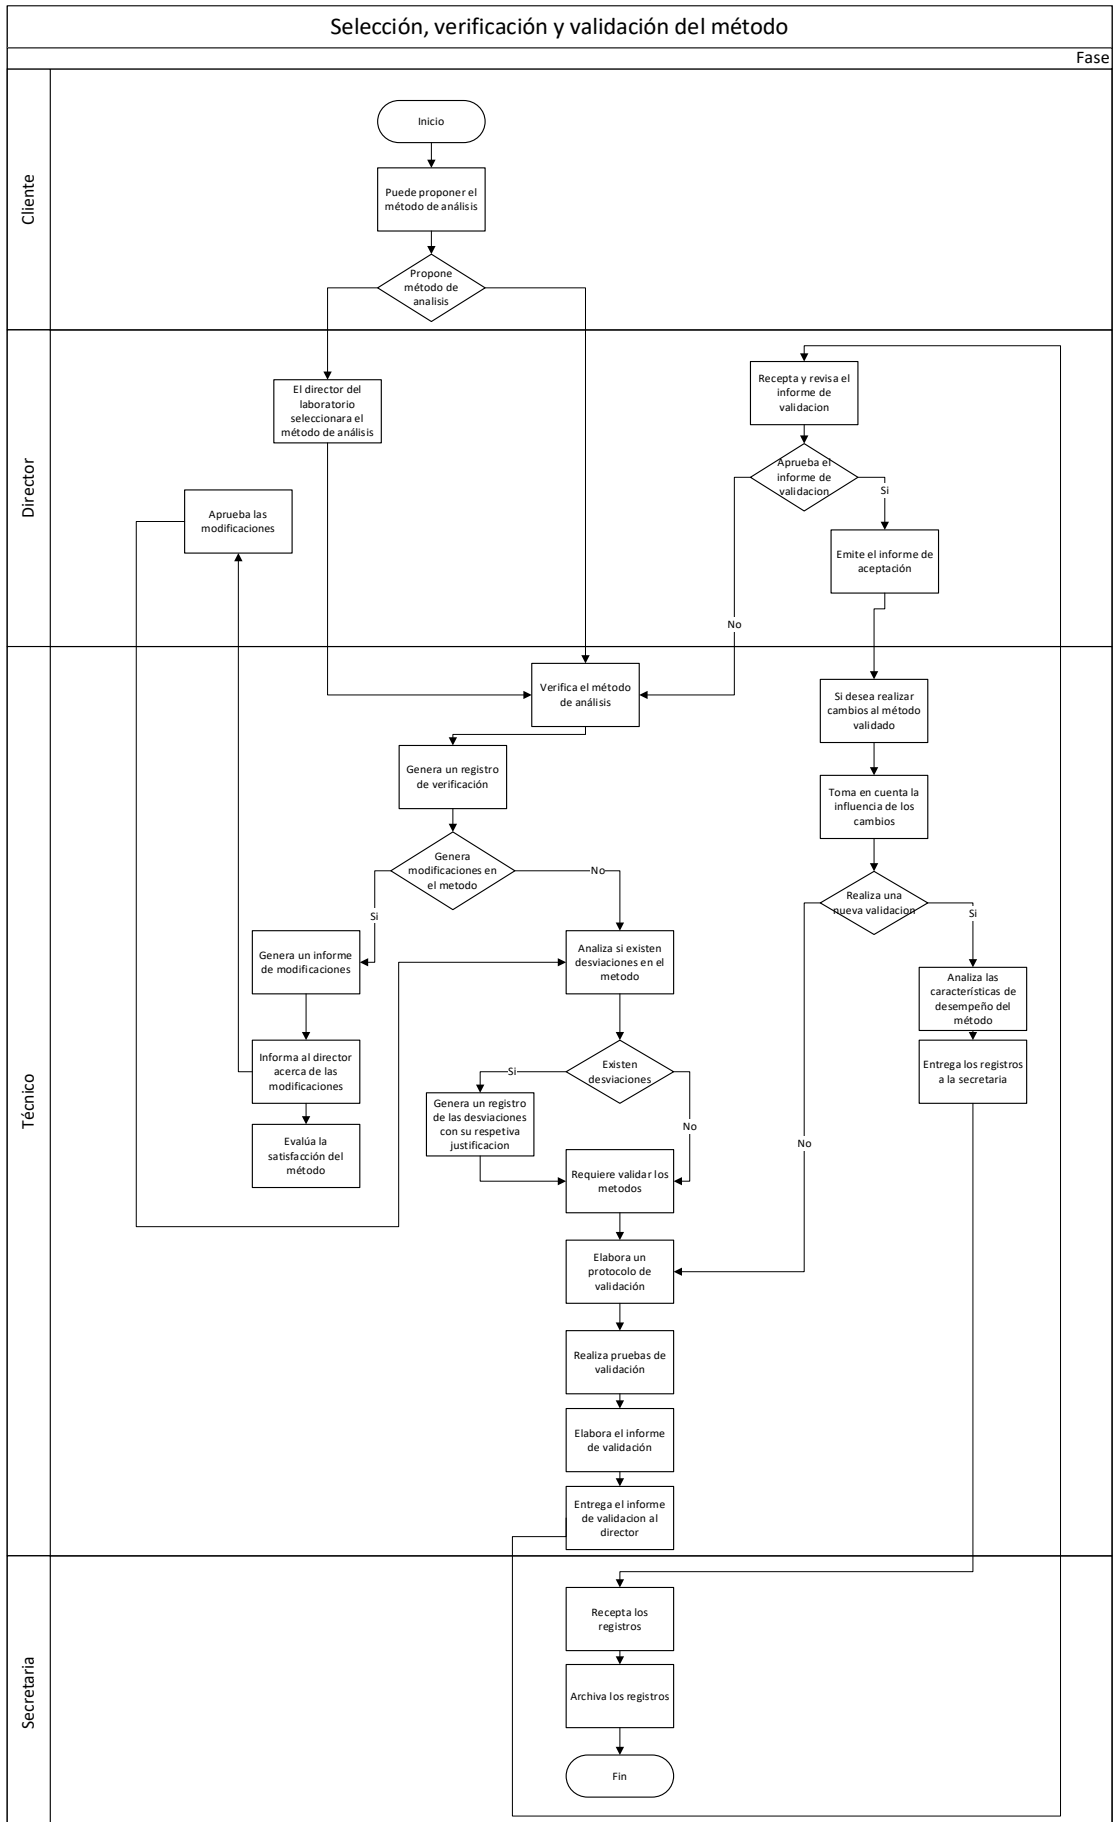 Selección, verificación y validación del método
Fase
Cliente
Inicio
Puede proponer el
método de análisis
Propone
método de
analisis
Director
El director del
laboratorio
seleccionara el
método de análisis
Aprueba las
modificaciones
Recepta y revisa el
informe de
validacion
Aprueba el
informe de
validacion
Si
Emite el informe de
aceptación
No
Técnico
Verifica el método
de análisis
Genera un registro
de verificación
Genera
modificaciones en
el metodo
No
Si
Genera un informe
de modificaciones
Informa al director
acerca de las
modificaciones
Evalúa la
satisfacción del
método
Analiza si existen
desviaciones en el
metodo
Existen
desviaciones
Si
Genera un registro
de las desviaciones
con su respetiva
justificacion
No
Requiere validar los
metodos
Elabora un
protocolo de
validación
Realiza pruebas de
validación
Elabora el informe
de validación
Entrega el informe
de validacion al
director
Si desea realizar
cambios al método
validado
Toma en cuenta la
influencia de los
cambios
Realiza una
nueva validacion
Si
No
Analiza las
características de
desempeño del
método
Entrega los registros
a la secretaria
Secretaria
Recepta los
registros
Archiva los registros
Fin